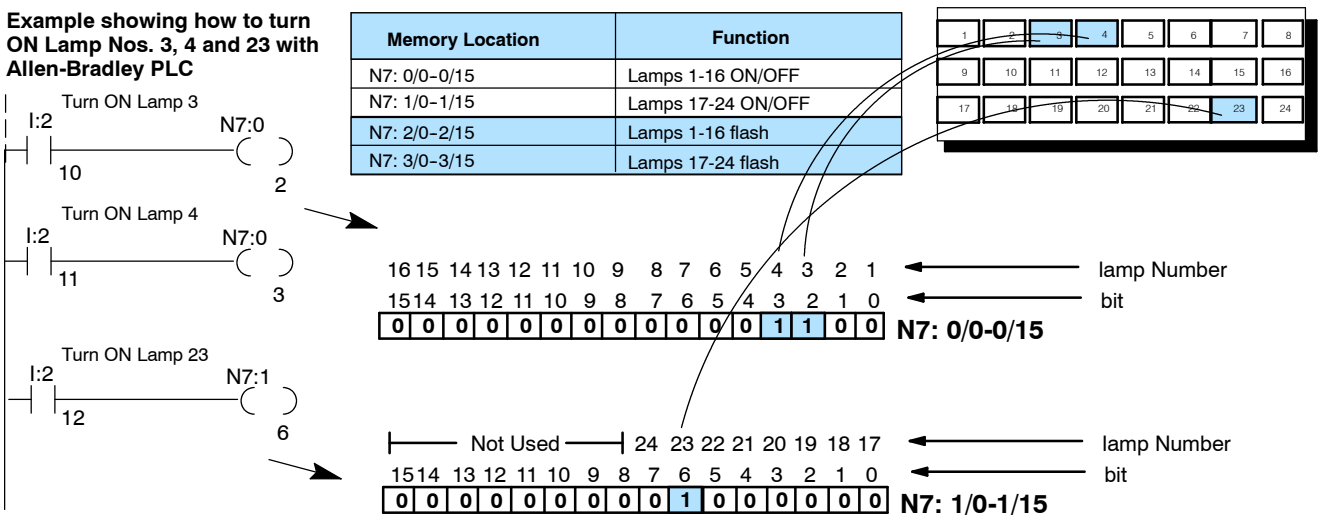 Example showing how to turn
ON Lamp Nos. 3, 4 and 23 with
Allen-Bradley PLC
Turn ON Lamp 3
I:2
N7:0
10
2
Turn ON Lamp 4
I:2
N7:0
11
3
Turn ON Lamp 23
I:2
N7:1
12
6
Memory Location Function
N7: 0/0-0/15 Lamps 1-16 ON/OFF
N7: 1/0-1/15 Lamps 17-24 ON/OFF
N7: 2/0-2/15 Lamps 1-16 flash
N7: 3/0-3/15 Lamps 17-24 flash
1 2 3 4 5 6 7 8
9 10 11 12 13 14 15 16
17 18 19 20 21 22 23 24
16 15 14 13 12 11 10 9 8 7 6 5 4 3 2 1 lamp Number
15 14 13 12 11 10 9 8 7 6 5 4 3 2 1 0 bit
0 0 0 0 0 0 0 0 0 0 0 0 1 1 0 0 N7: 0/0-0/15
Not Used 24 23 22 21 20 19 18 17 lamp Number
15 14 13 12 11 10 9 8 7 6 5 4 3 2 1 0 bit
0 0 0 0 0 0 0 0 0 1 0 0 0 0 0 0 N7: 1/0-1/15